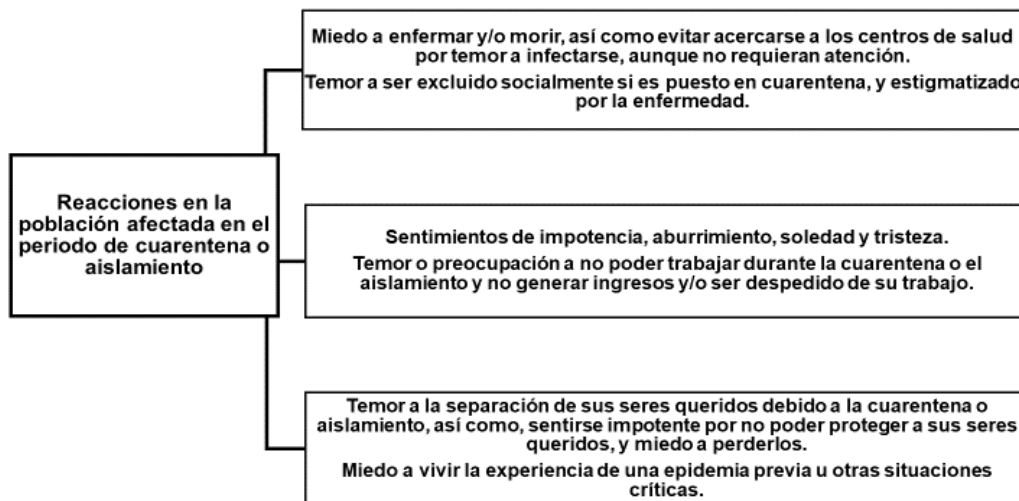 Reacciones en la
población afectada en el
periodo de cuarentena o
aislamiento
Miedo a enfermar y/o morir, así como evitar acercarse a los centros de salud
por temor a infectarse, aunque no requieran atención.
Temor a ser excluido socialmente si es puesto en cuarentena, y estigmatizado
por la enfermedad.
Sentimientos de impotencia, aburrimiento, soledad y tristeza.
Temor o preocupación a no poder trabajar durante la cuarentena o el
aislamiento y no generar ingresos y/o ser despedido de su trabajo.
Temor a la separación de sus seres queridos debido a la cuarentena o
aislamiento, así como, sentirse impotente por no poder proteger a sus seres
queridos, y miedo a perderlos.
Miedo a vivir la experiencia de una epidemia previa u otras situaciones
críticas.